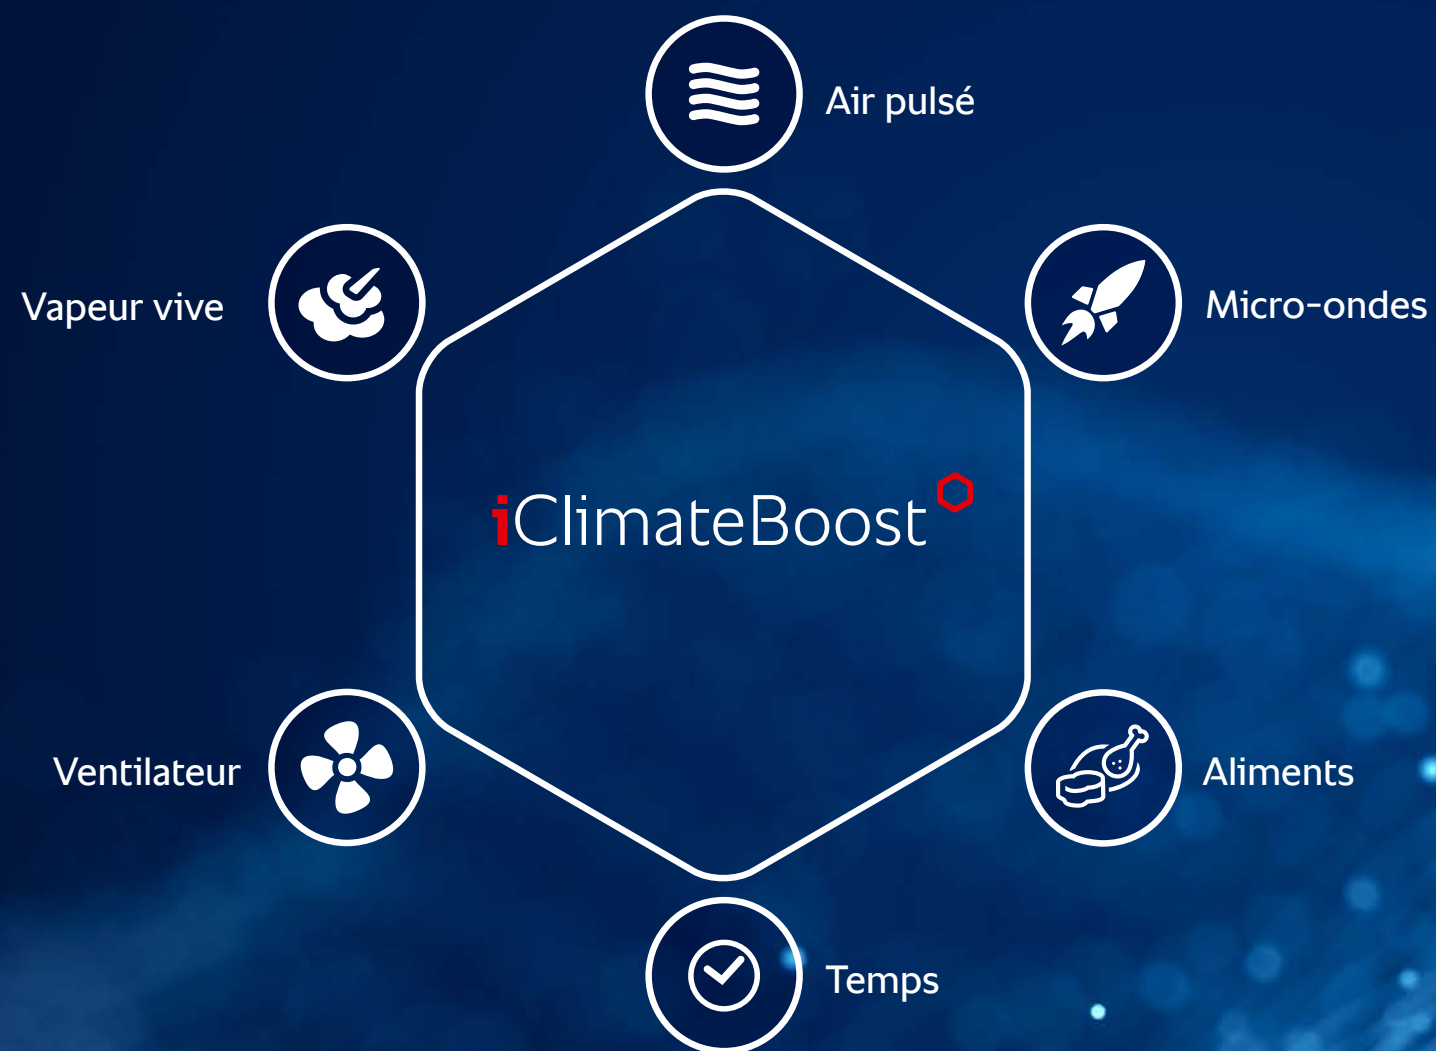 Air pulsé
Vapeur vive
Micro-ondes
iClimateBoost
Ventilateur
Aliments
Temps